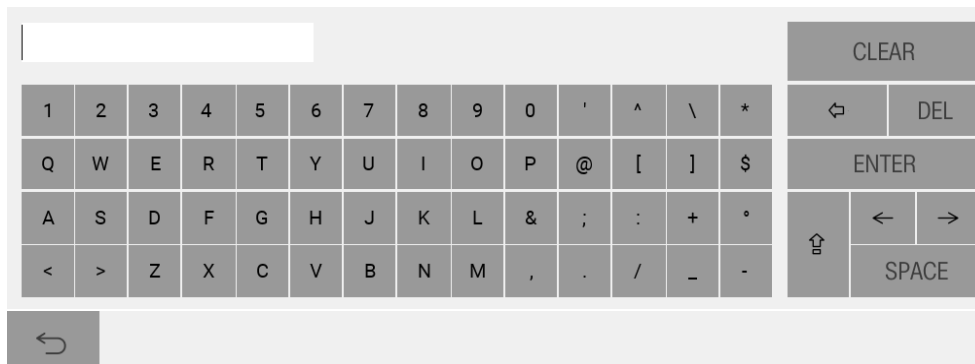 CLEAR
1 2 3 4 5 6 7 8 9 0 ' ^ \ * DEL
Q W E R T Y U I O P @ [ ] $ ENTER
A S D F G H J K L & ; : + ° ← →
< > Z X C V B N M , . / _ - SPACE